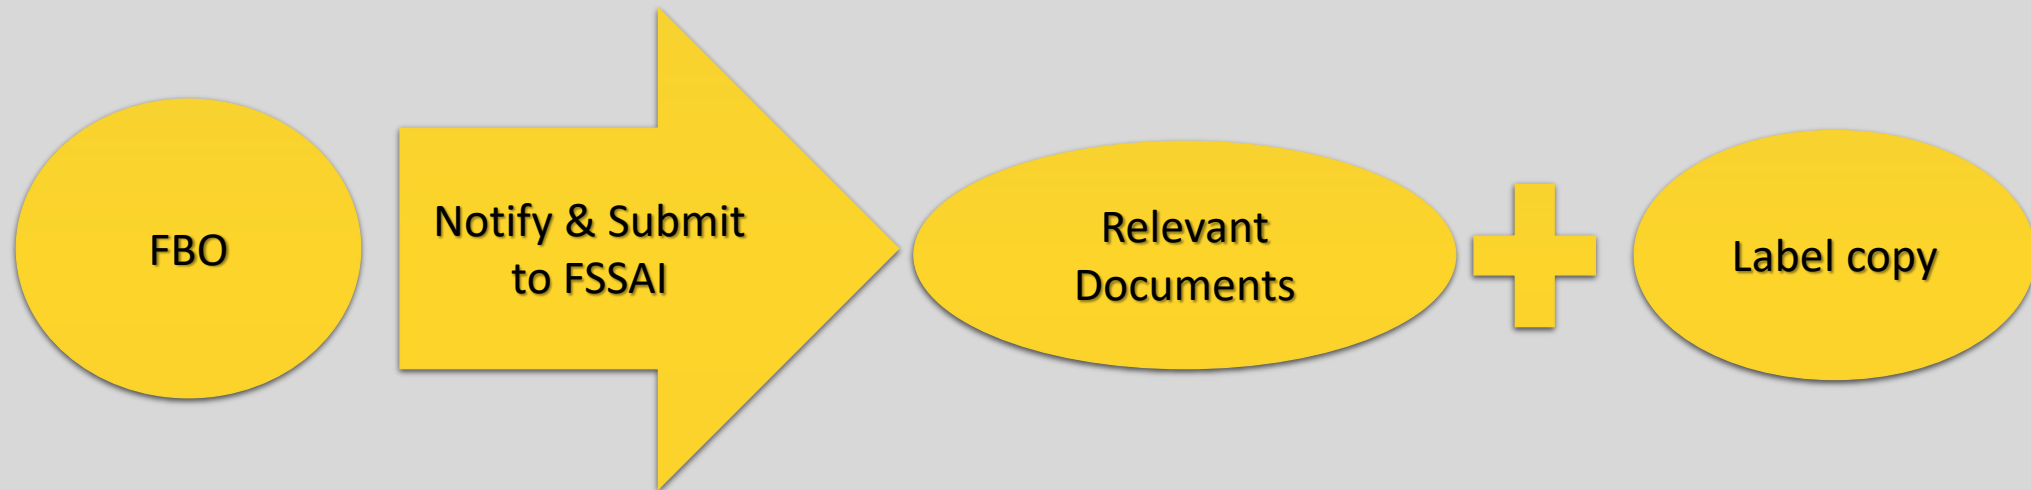 FBO
Notify & Submit
to FSSAI
Relevant
Documents
Label copy